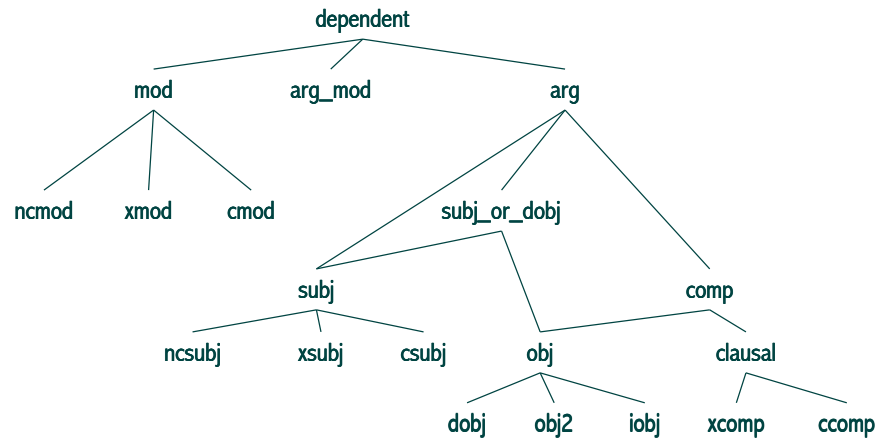 dependent
mod arg_mod arg
ncmod xmod cmod subj_or_dobj
subj comp
ncsubj xsubj csubj obj clausal
dobj obj2 iobj xcomp ccomp